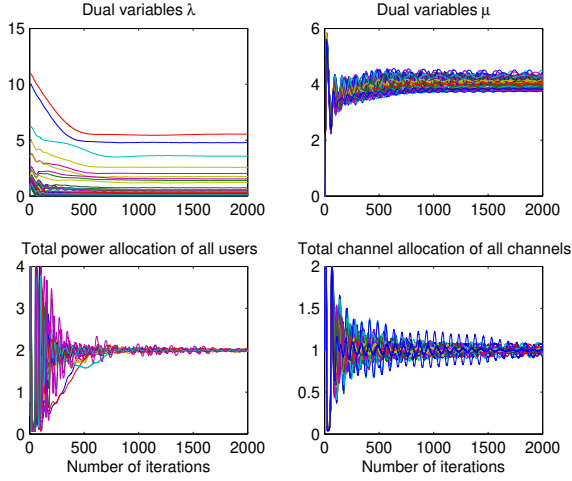 Dual variables λ
15
10
5
0
0 500 1000 1500 2000
Dual variables μ
6
4
2
0
0 500 1000 1500 2000
Total power allocation of all users
4
3
2
1
0
0 500 1000 1500 2000
Number of iterations
Total channel allocation of all channels
2
1.5
1
0.5
0
0 500 1000 1500 2000
Number of iterations